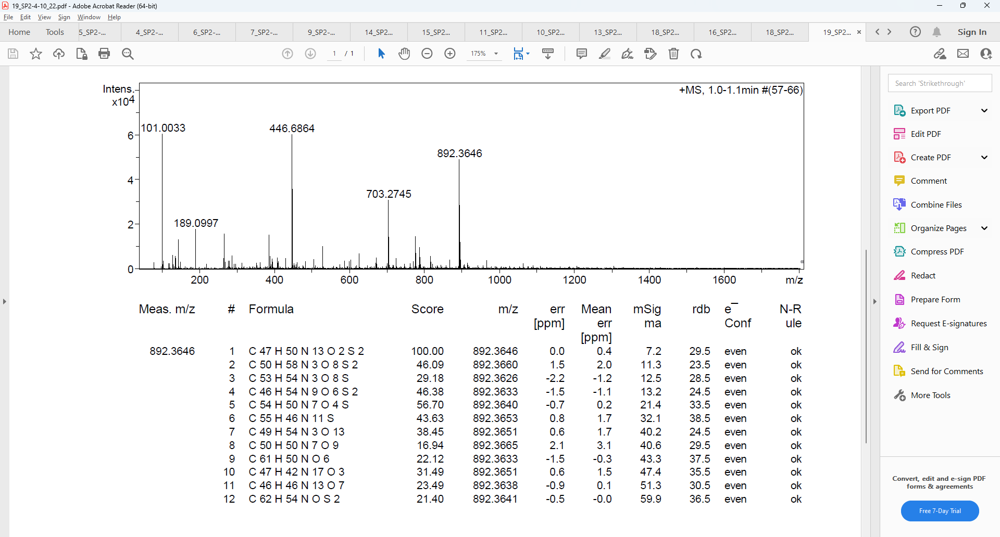 19_SP2-4-10_22.pdf - Adobe Acrobat Reader (64-bit)
File Edit View Sign Window Help
Home Tools 5_SP2-... 4_SP2-... 6_SP2-... 7_SP2-... 9_SP2-... 14_SP2... 15_SP2... 11_SP2... 10_SP2... 13_SP2... 18_SP2... 16_SP2... 18_SP2... 19_SP2... Sign In
1 / 1 175%
Intens.
x10⁴
+MS, 1.0-1.1min #(57-66)
101.0033
446.6864
892.3646
703.2745
189.0997
6
4
2
0
200 400 600 800 1000 1200 1400 1600 m/z
Meas. m/z # Formula Score m/z err [ppm] Mean err [ppm] mSig ma rdb e⁻ Conf N-R ule
892.3646 1 C 47 H 50 N 13 O 2 S 2 100.00 892.3646 0.0 0.4 7.2 29.5 even ok
2 C 50 H 58 N 3 O 8 S 2 46.09 892.3660 1.5 2.0 11.3 23.5 even ok
3 C 53 H 54 N 3 O 8 S 29.18 892.3626 -2.2 -1.2 12.5 28.5 even ok
4 C 46 H 54 N 9 O 6 S 2 46.38 892.3633 -1.5 -1.1 13.2 24.5 even ok
5 C 54 H 50 N 7 O 4 S 56.70 892.3640 -0.7 0.2 21.4 33.5 even ok
6 C 55 H 46 N 11 S 43.63 892.3653 0.8 1.7 32.1 38.5 even ok
7 C 49 H 54 N 3 O 13 38.45 892.3651 0.6 1.7 40.2 24.5 even ok
8 C 50 H 50 N 7 O 9 16.94 892.3665 2.1 3.1 40.6 29.5 even ok
9 C 61 H 50 N O 6 22.12 892.3633 -1.5 -0.3 43.3 37.5 even ok
10 C 47 H 42 N 17 O 3 31.49 892.3651 0.6 1.5 47.4 35.5 even ok
11 C 46 H 46 N 13 O 7 23.49 892.3638 -0.9 0.1 51.3 30.5 even ok
12 C 62 H 54 N O S 2 21.40 892.3641 -0.5 -0.0 59.9 36.5 even ok
Search 'Strikethrough'
Export PDF
Edit PDF
Create PDF
Comment
Combine Files
Organize Pages
Compress PDF
Redact
Prepare Form
Request E-signatures
Fill & Sign
Send for Comments
More Tools
Convert, edit and e-sign PDF
forms & agreements
Free 7-Day Trial